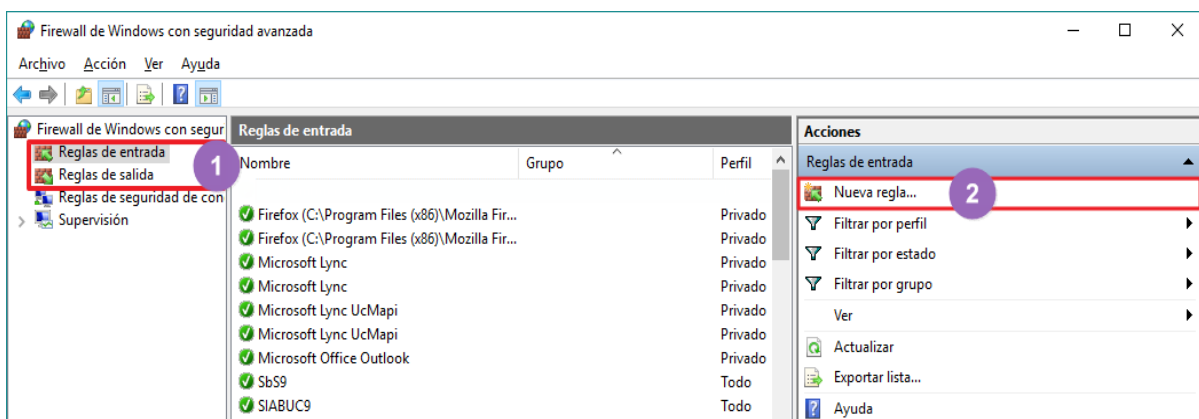 Firewall de Windows con seguridad avanzada
Archivo Acción Ver Ayuda
Firewall de Windows con segur
Reglas de entrada
Reglas de salida
Reglas de seguridad de con
Supervisión
1
Reglas de entrada
Nombre Grupo Perfil
Firefox (C:\Program Files (x86)\Mozilla Fir... Privado
Firefox (C:\Program Files (x86)\Mozilla Fir... Privado
Microsoft Lync Privado
Microsoft Lync Privado
Microsoft Lync UcMapi Privado
Microsoft Lync UcMapi Privado
Microsoft Office Outlook Privado
SbS9 Todo
SIABUC9 Todo
Acciones
Reglas de entrada
Nueva regla... 2
Filtrar por perfil
Filtrar por estado
Filtrar por grupo
Ver
Actualizar
Exportar lista...
Ayuda